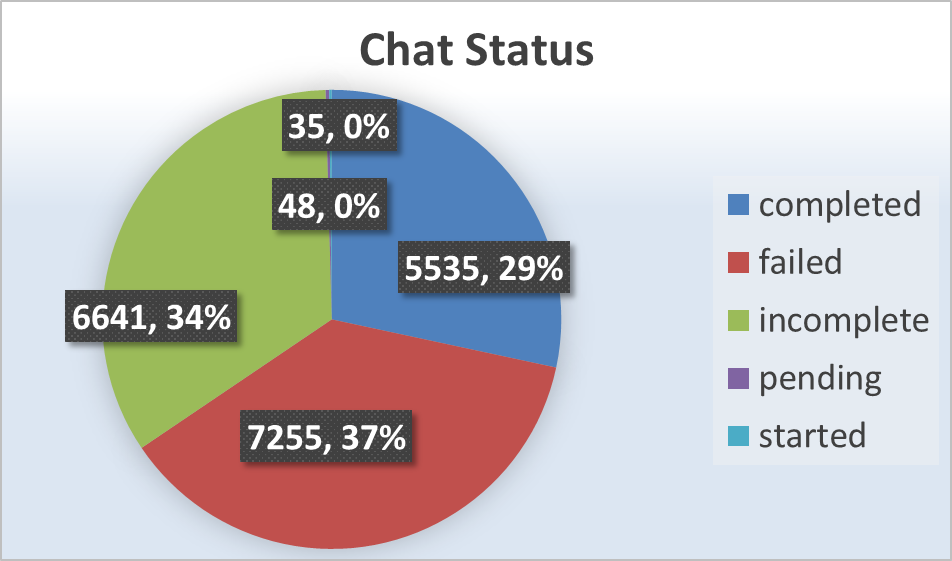 Chat Status
35, 0%
48, 0%
5535, 29%
6641, 34%
7255, 37%
completed
failed
incomplete
pending
started